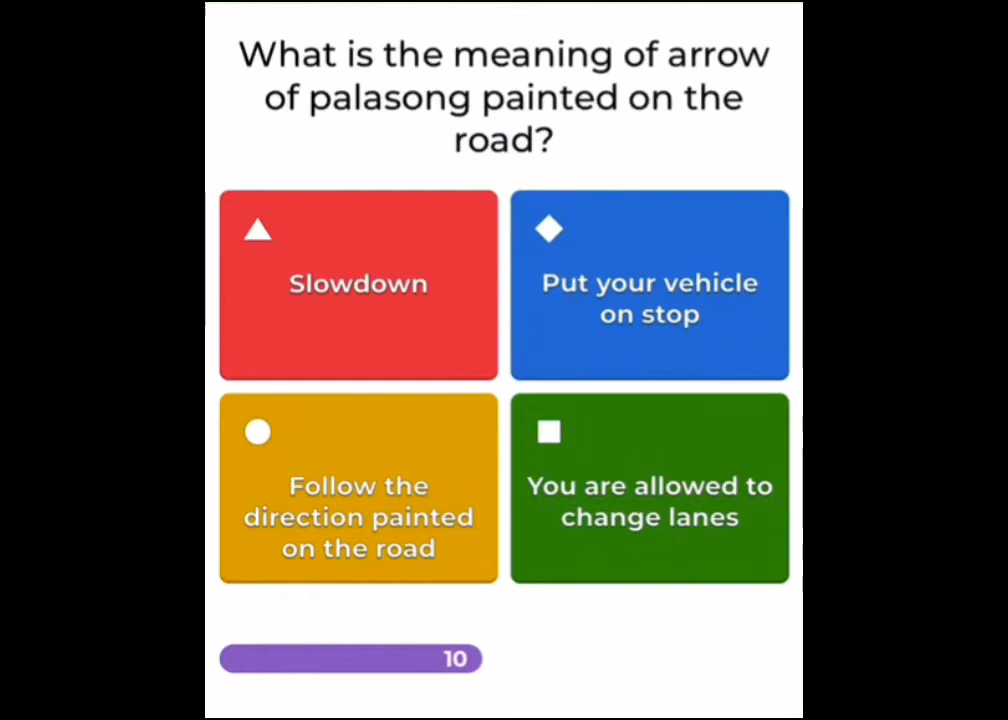 What is the meaning of arrow
of palasong painted on the
road?
Slowdown
Put your vehicle
on stop
Follow the
direction painted
on the road
You are allowed to
change lanes
10